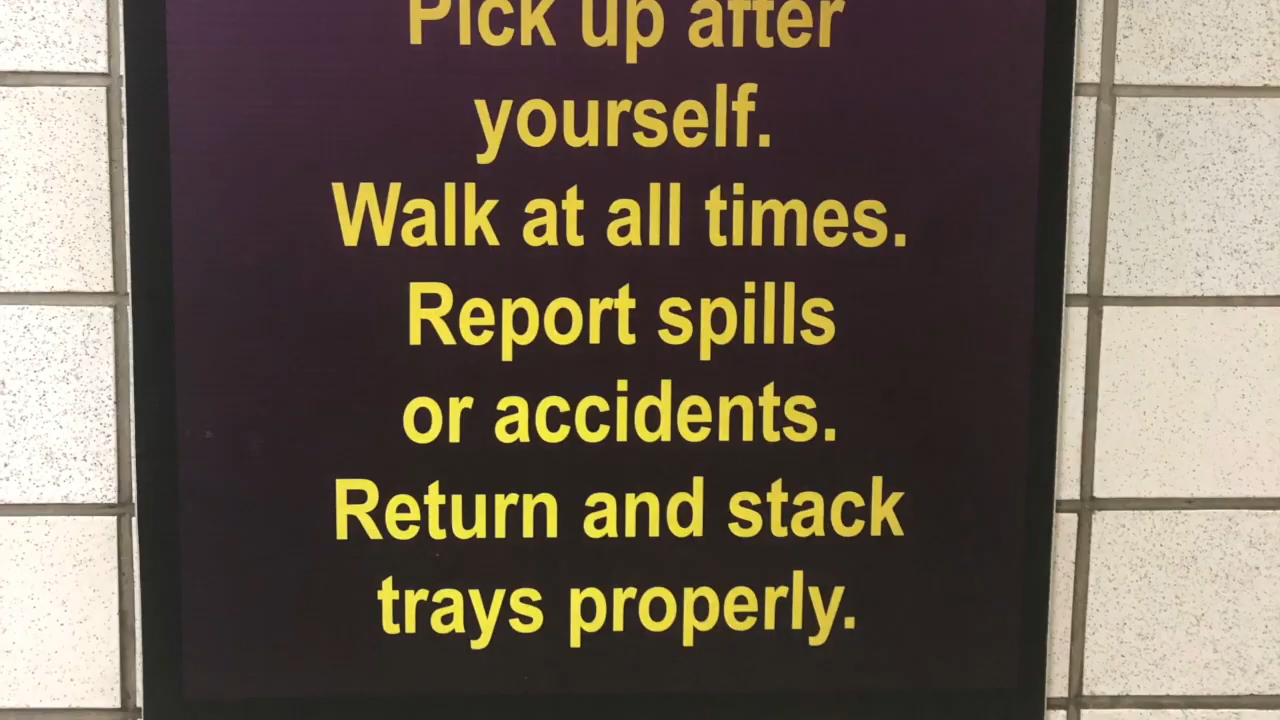 Pick up after
yourself.
Walk at all times.
Report spills
or accidents.
Return and stack
trays properly.